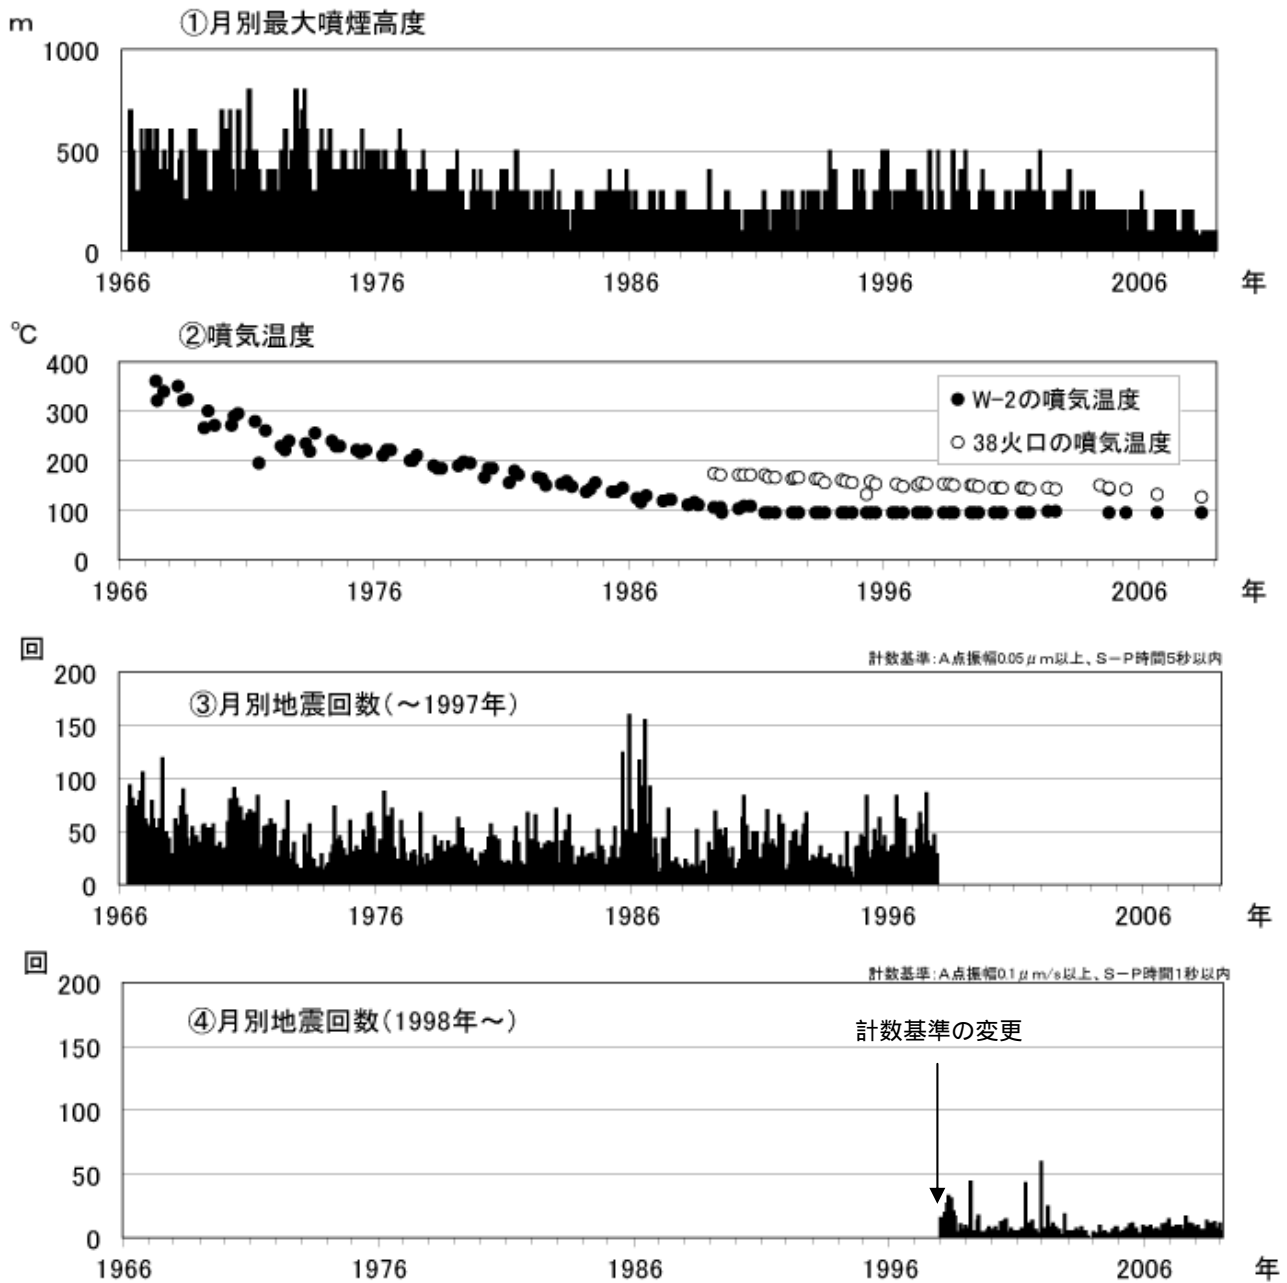 m
①月別最大噴煙高度
1000
500
0
1966 1976 1986 1996 2006 年
℃
②噴気温度
400
300
200
100
0
● W-2の噴気温度
○ 38火口の噴気温度
1966 1976 1986 1996 2006 年
回
計数基準:A点振幅0.05μm以上、S-P時間5秒以内
200
③月別地震回数(~1997年)
150
100
50
0
1966 1976 1986 1996 2006 年
回
計数基準:A点振幅0.1μm/s以上、S-P時間1秒以内
200
④月別地震回数(1998年~)
計数基準の変更
150
100
50
0
1966 1976 1986 1996 2006 年